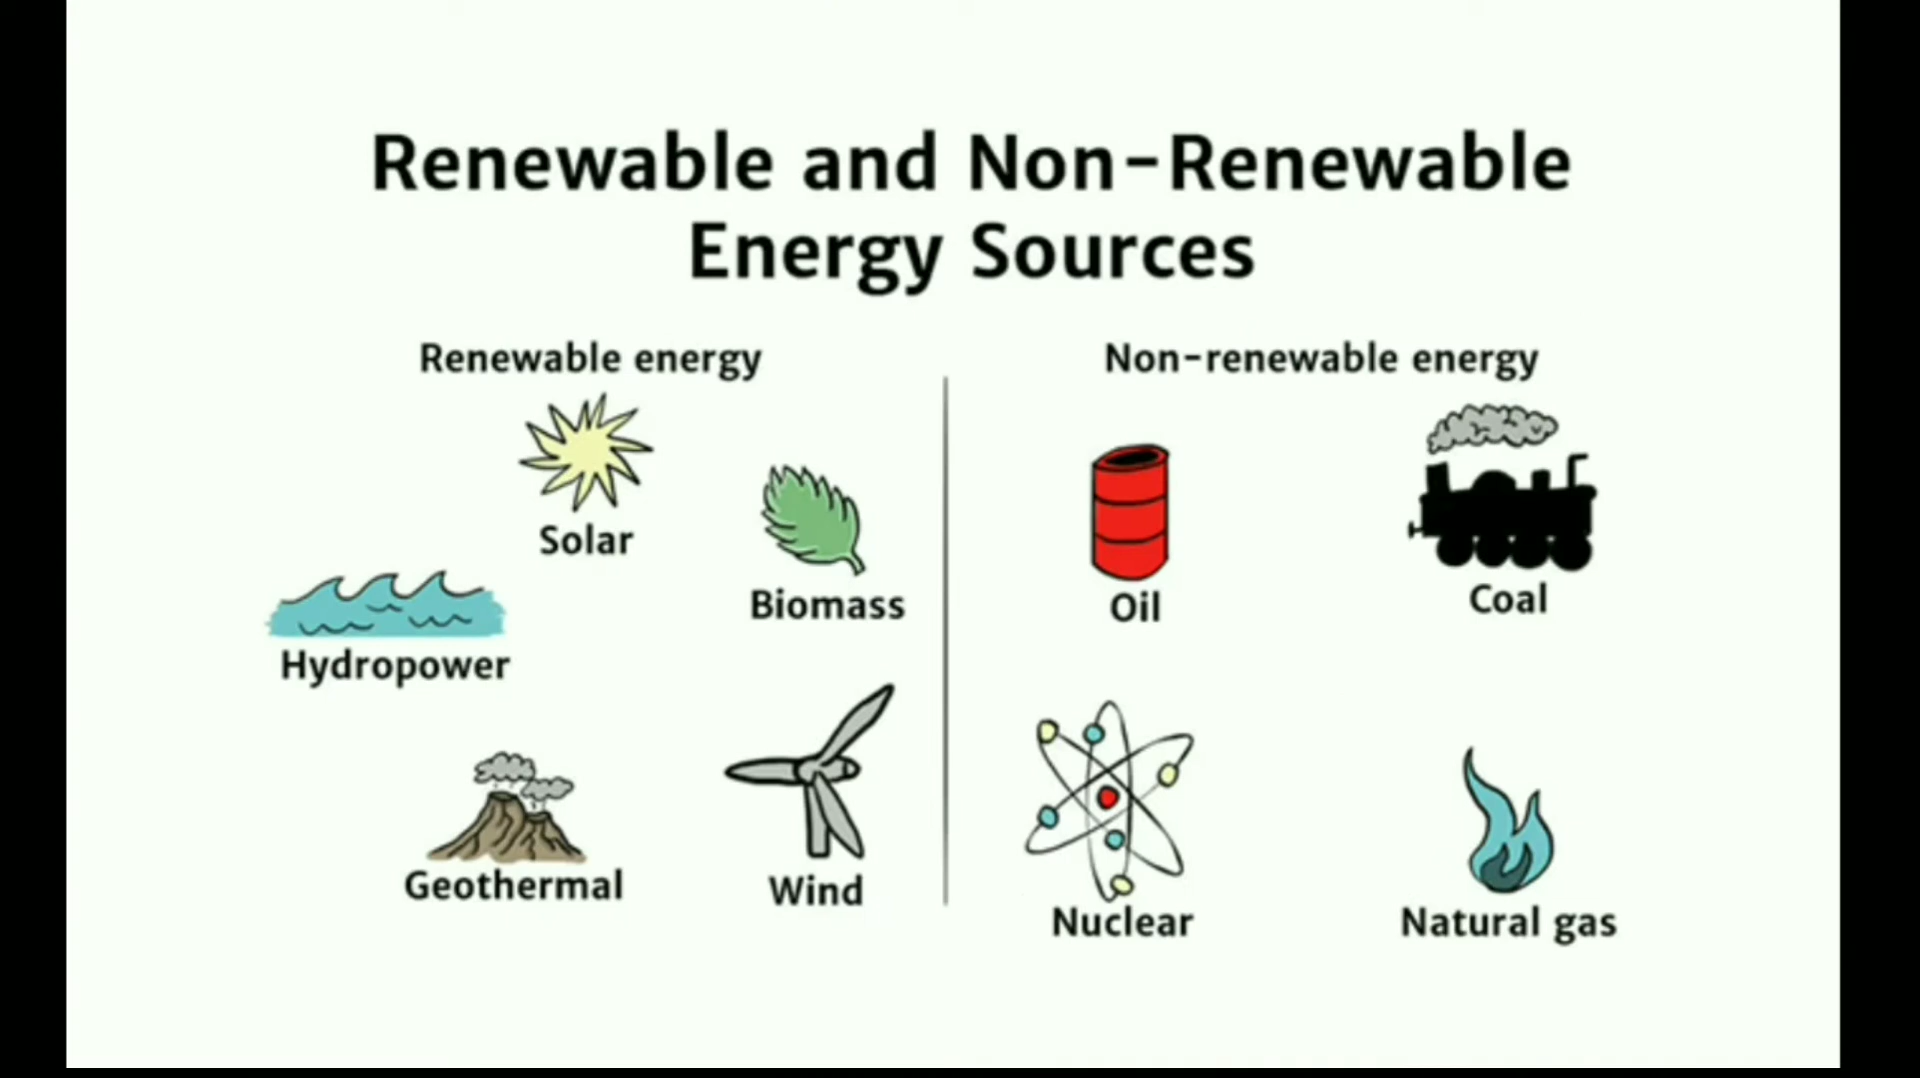 Renewable and Non-Renewable
Energy Sources
Renewable energy
Solar
Biomass
Hydropower
Geothermal
Wind
Non-renewable energy
Oil
Coal
Nuclear
Natural gas